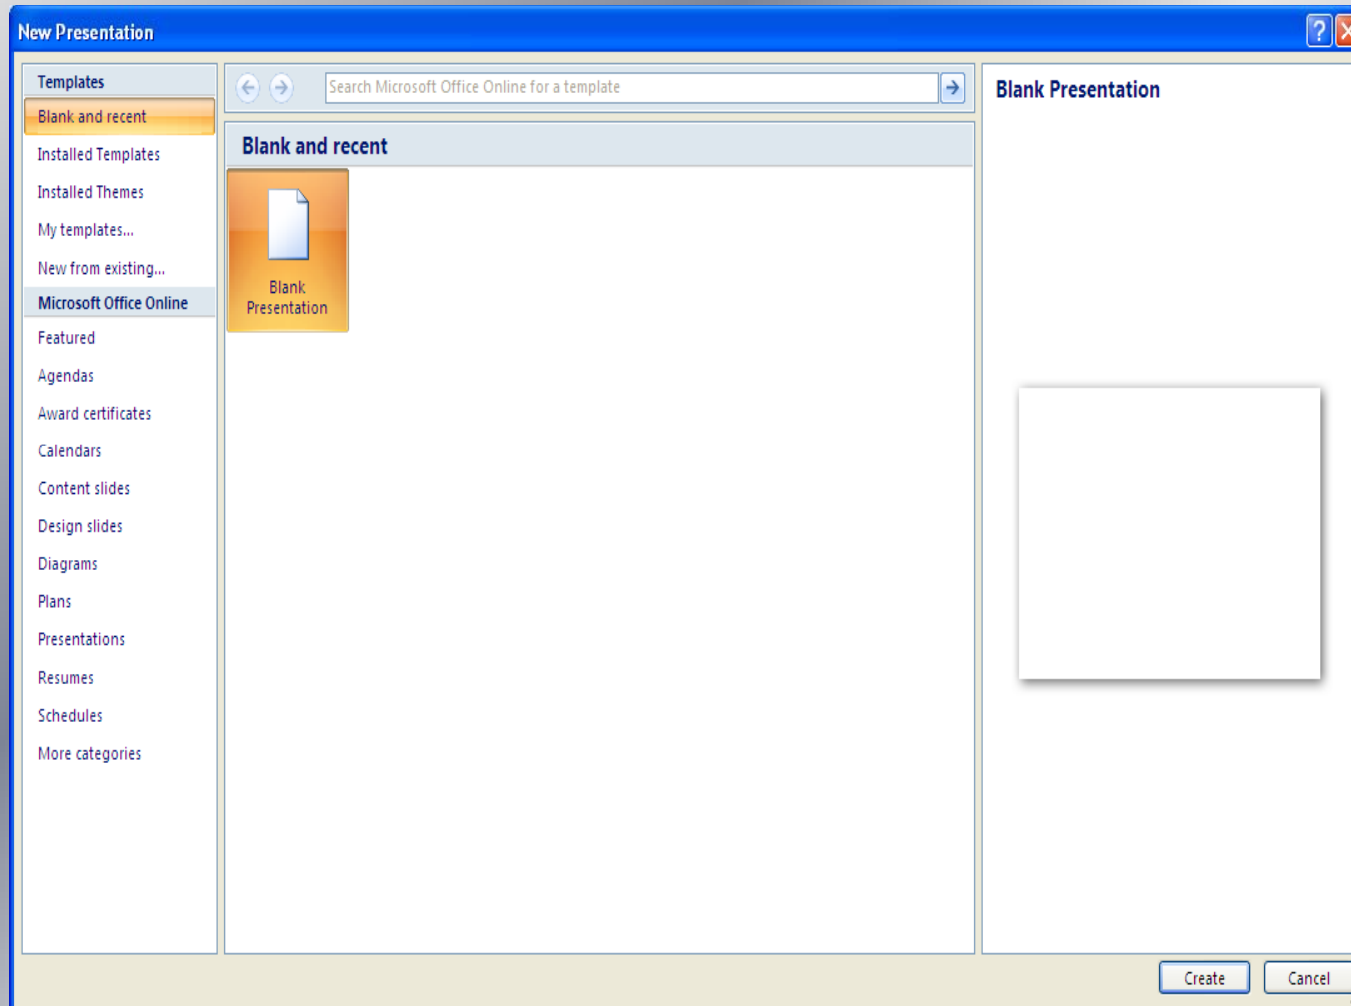 New Presentation
?
Templates
Blank and recent
Installed Templates
Installed Themes
My templates...
New from existing...
Microsoft Office Online
Featured
Agendas
Award certificates
Calendars
Content slides
Design slides
Diagrams
Plans
Presentations
Resumes
Schedules
More categories
Search Microsoft Office Online for a template
Blank and recent
Blank
Presentation
Blank Presentation
Create
Cancel